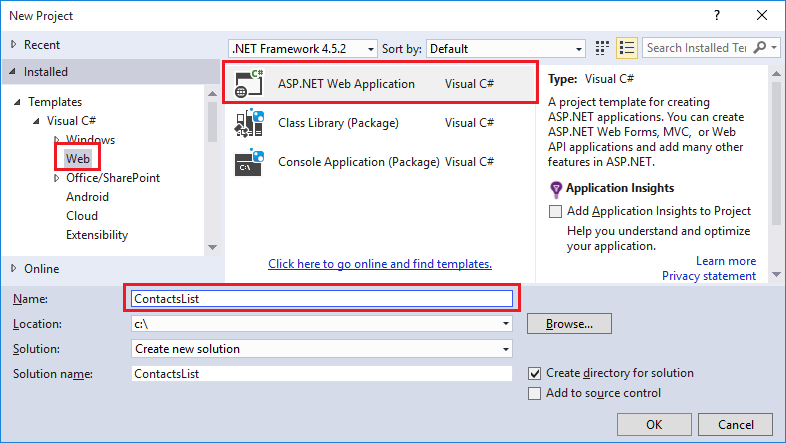 New Project
Recent
.NET Framework 4.5.2
Sort by: Default
Search Installed Te
Installed
Templates
Visual C#
Windows
Web
Office/SharePoint
Android
Cloud
Extensibility
Online
ASP.NET Web Application Visual C#
Class Library (Package) Visual C#
Console Application (Package) Visual C#
Click here to go online and find templates.
Type: Visual C#
A project template for creating
ASP.NET applications. You can create
ASP.NET Web Forms, MVC, or Web
API applications and add many other
features in ASP.NET.
Application Insights
Add Application Insights to Project
Help you understand and optimize
your application.
Learn more
Privacy statement
Name: ContactsList
Location: c:\
Browse...
Solution: Create new solution
Solution name: ContactsList
Create directory for solution
Add to source control
OK
Cancel